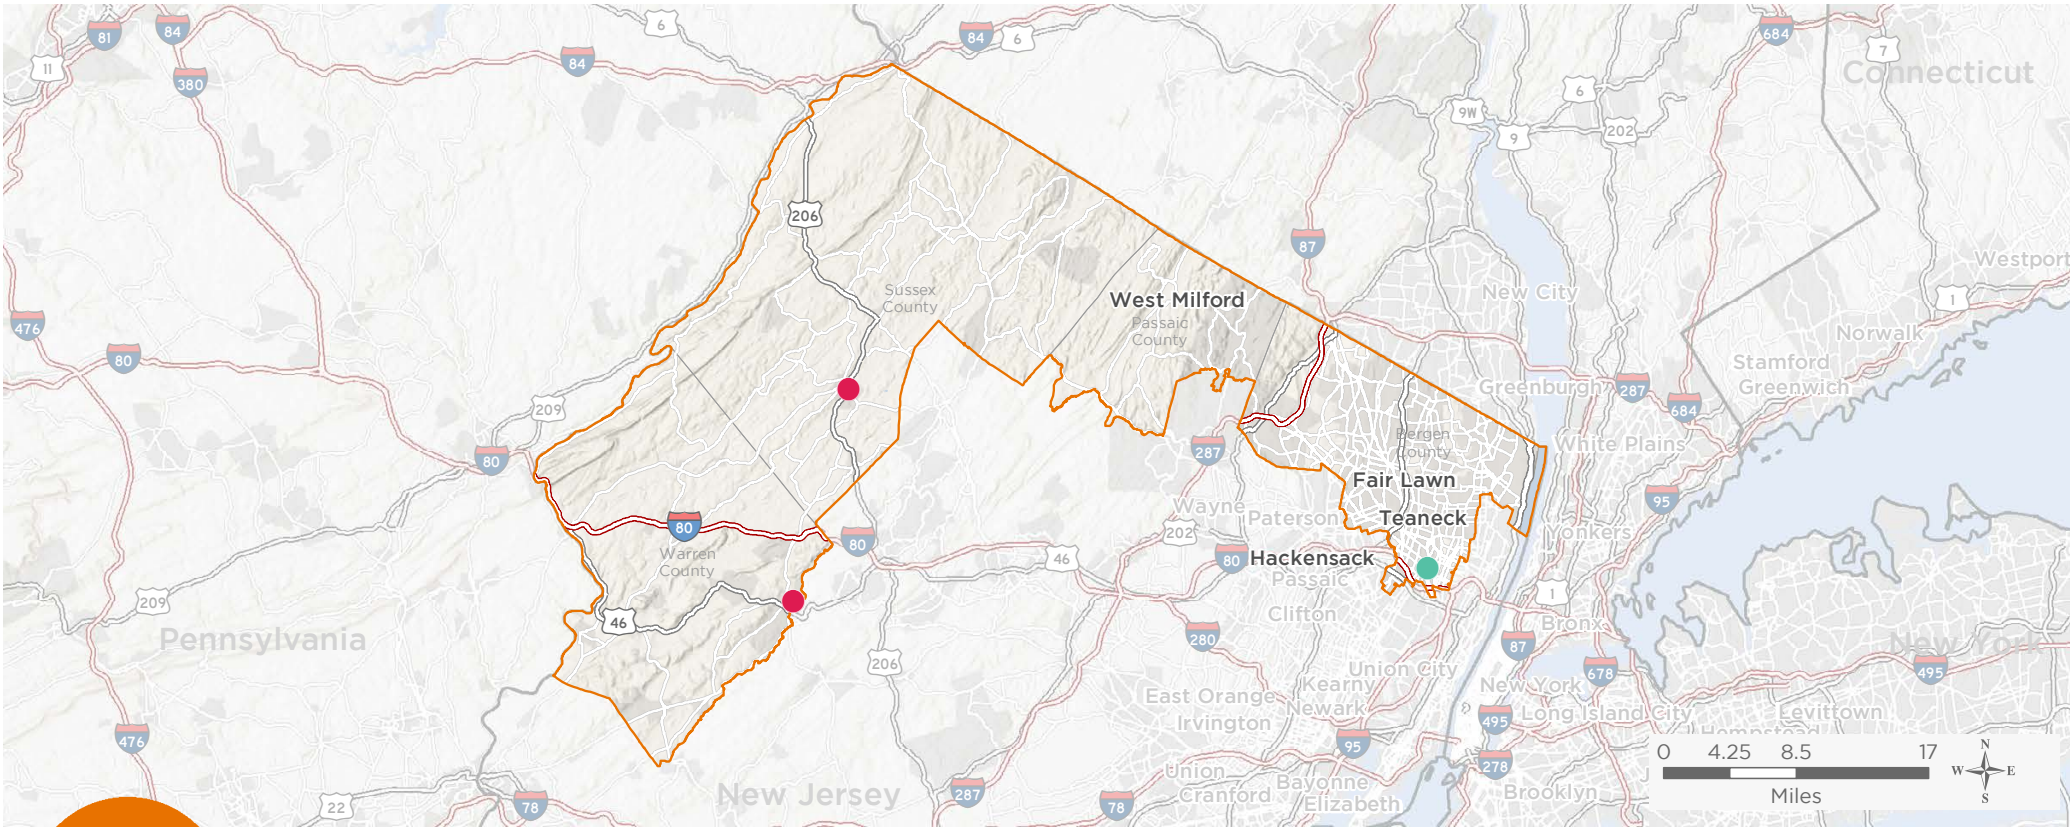 81
84
6
84
6
684
7
Connecticut
11
380
84
6
9W
9
202
206
87
Westport
Sussex
County
New City
1
West Milford
Passaic
County
476
80
Norwalk
Stamford
Greenburgh
287
Greenwich
684
209
Bergen
County
White Plains
80
287
Fair Lawn
95
Wayne
Paterson
Teaneck
80
202
Yonkers
80
Warren
County
46
80
Hackensack
Passaic
209
1
Clifton
46
Bronx
280
87
Pennsylvania
New York
206
Union City
678
495
Kearny
New York
East Orange
Newark
Irvington
495
Long Island City
Levittown
Hempstead
476
95
0 4.25 8.5 17
N
W E
S
Miles
278
Union
Bayonne
New Jersey
287
Cranford
Brooklyn
22
78
78
Elizabeth